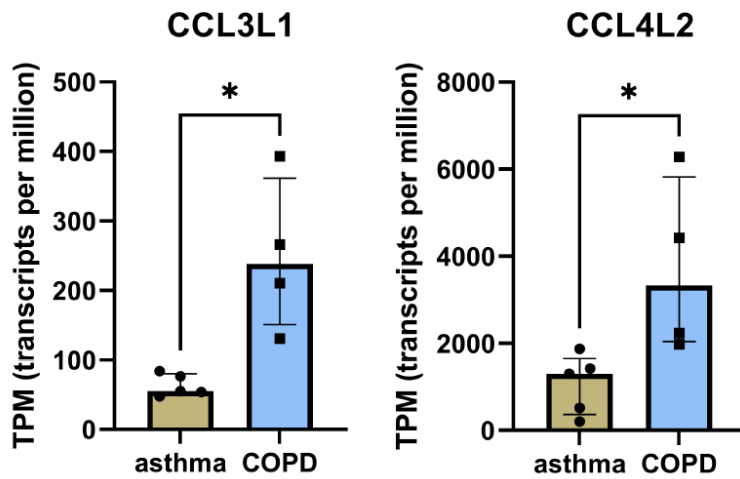 CCL3L1
TPM (transcripts per million)
500
400
300
200
100
0
*
asthma COPD
CCL4L2
TPM (transcripts per million)
8000
6000
4000
2000
0
*
asthma COPD